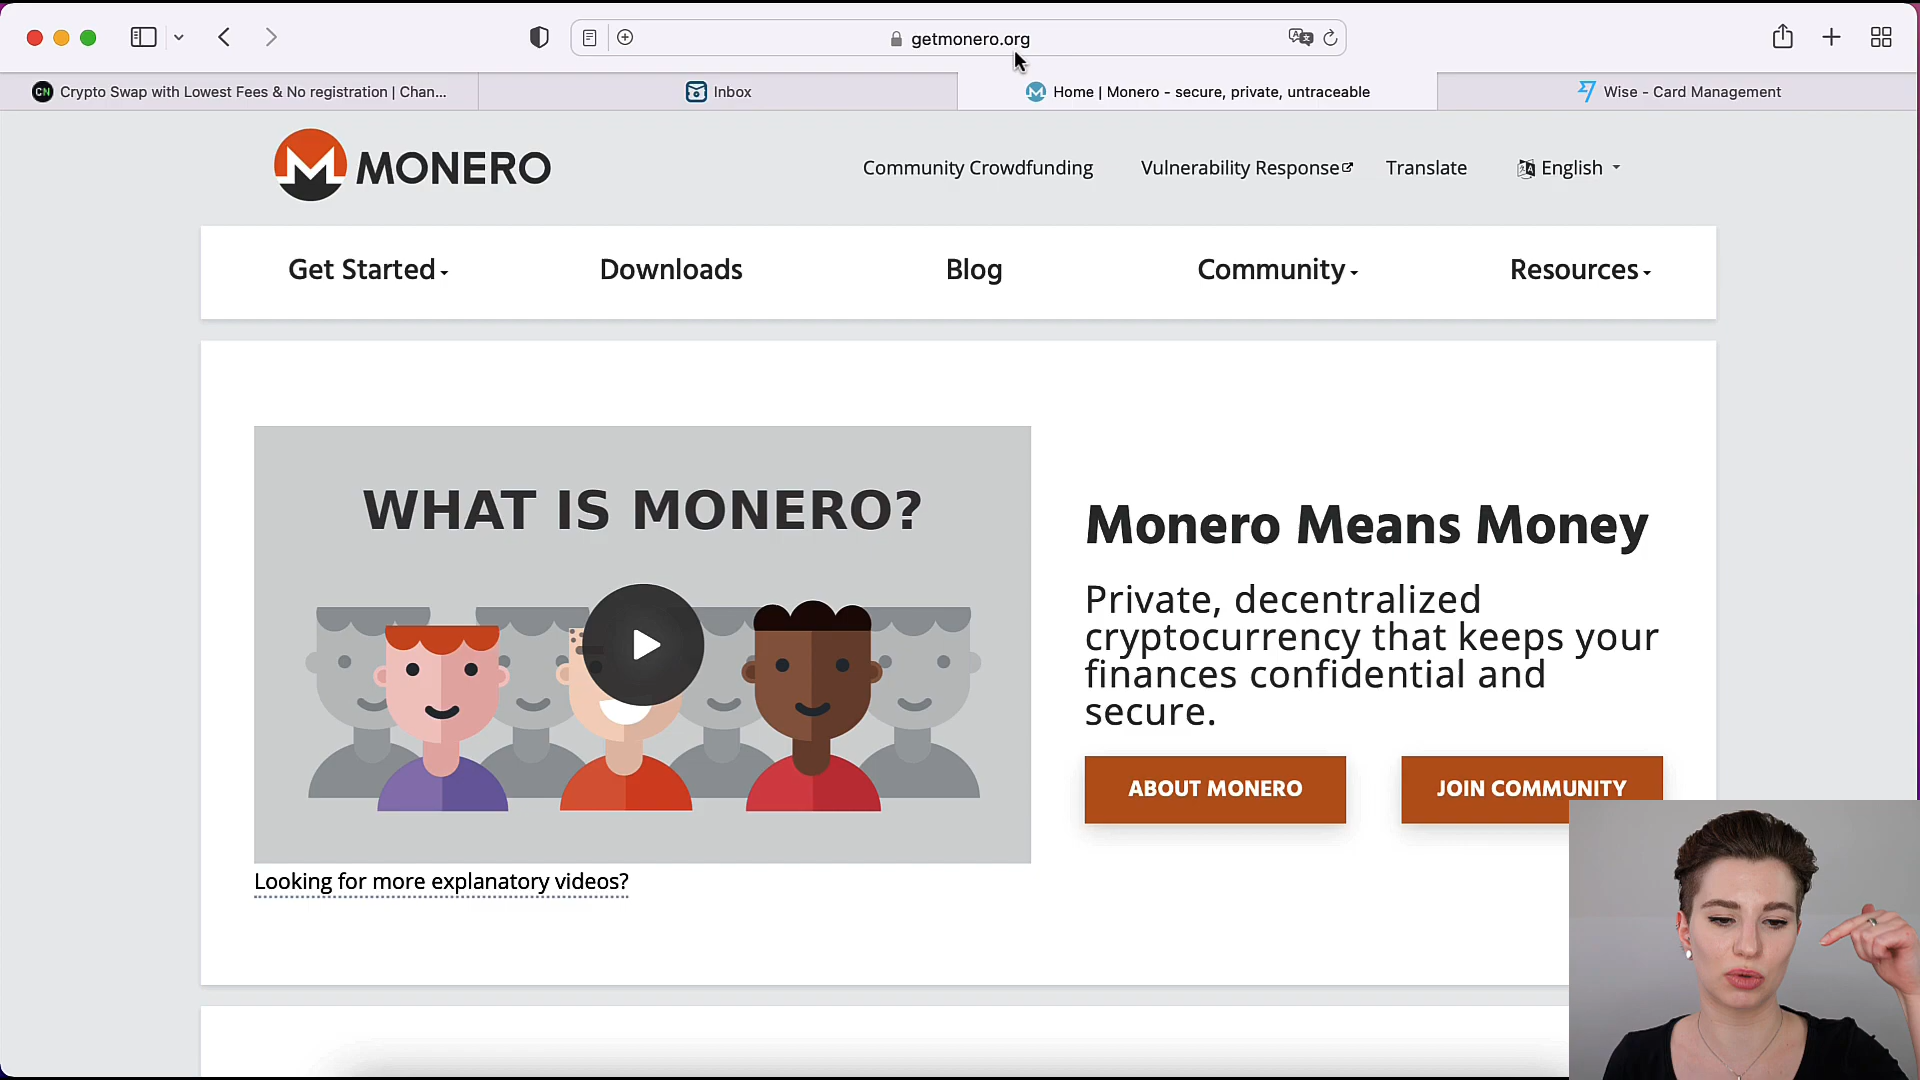 getmonero.org
CN Crypto Swap with Lowest Fees & No registration | Chan...
Inbox
Home | Monero - secure, private, untraceable
Wise - Card Management
MONERO
Community Crowdfunding
Vulnerability Response
Translate
English
Get Started
Downloads
Blog
Community
Resources
WHAT IS MONERO?
Looking for more explanatory videos?
Monero Means Money
Private, decentralized
cryptocurrency that keeps your
finances confidential and
secure.
ABOUT MONERO
JOIN COMMUNITY